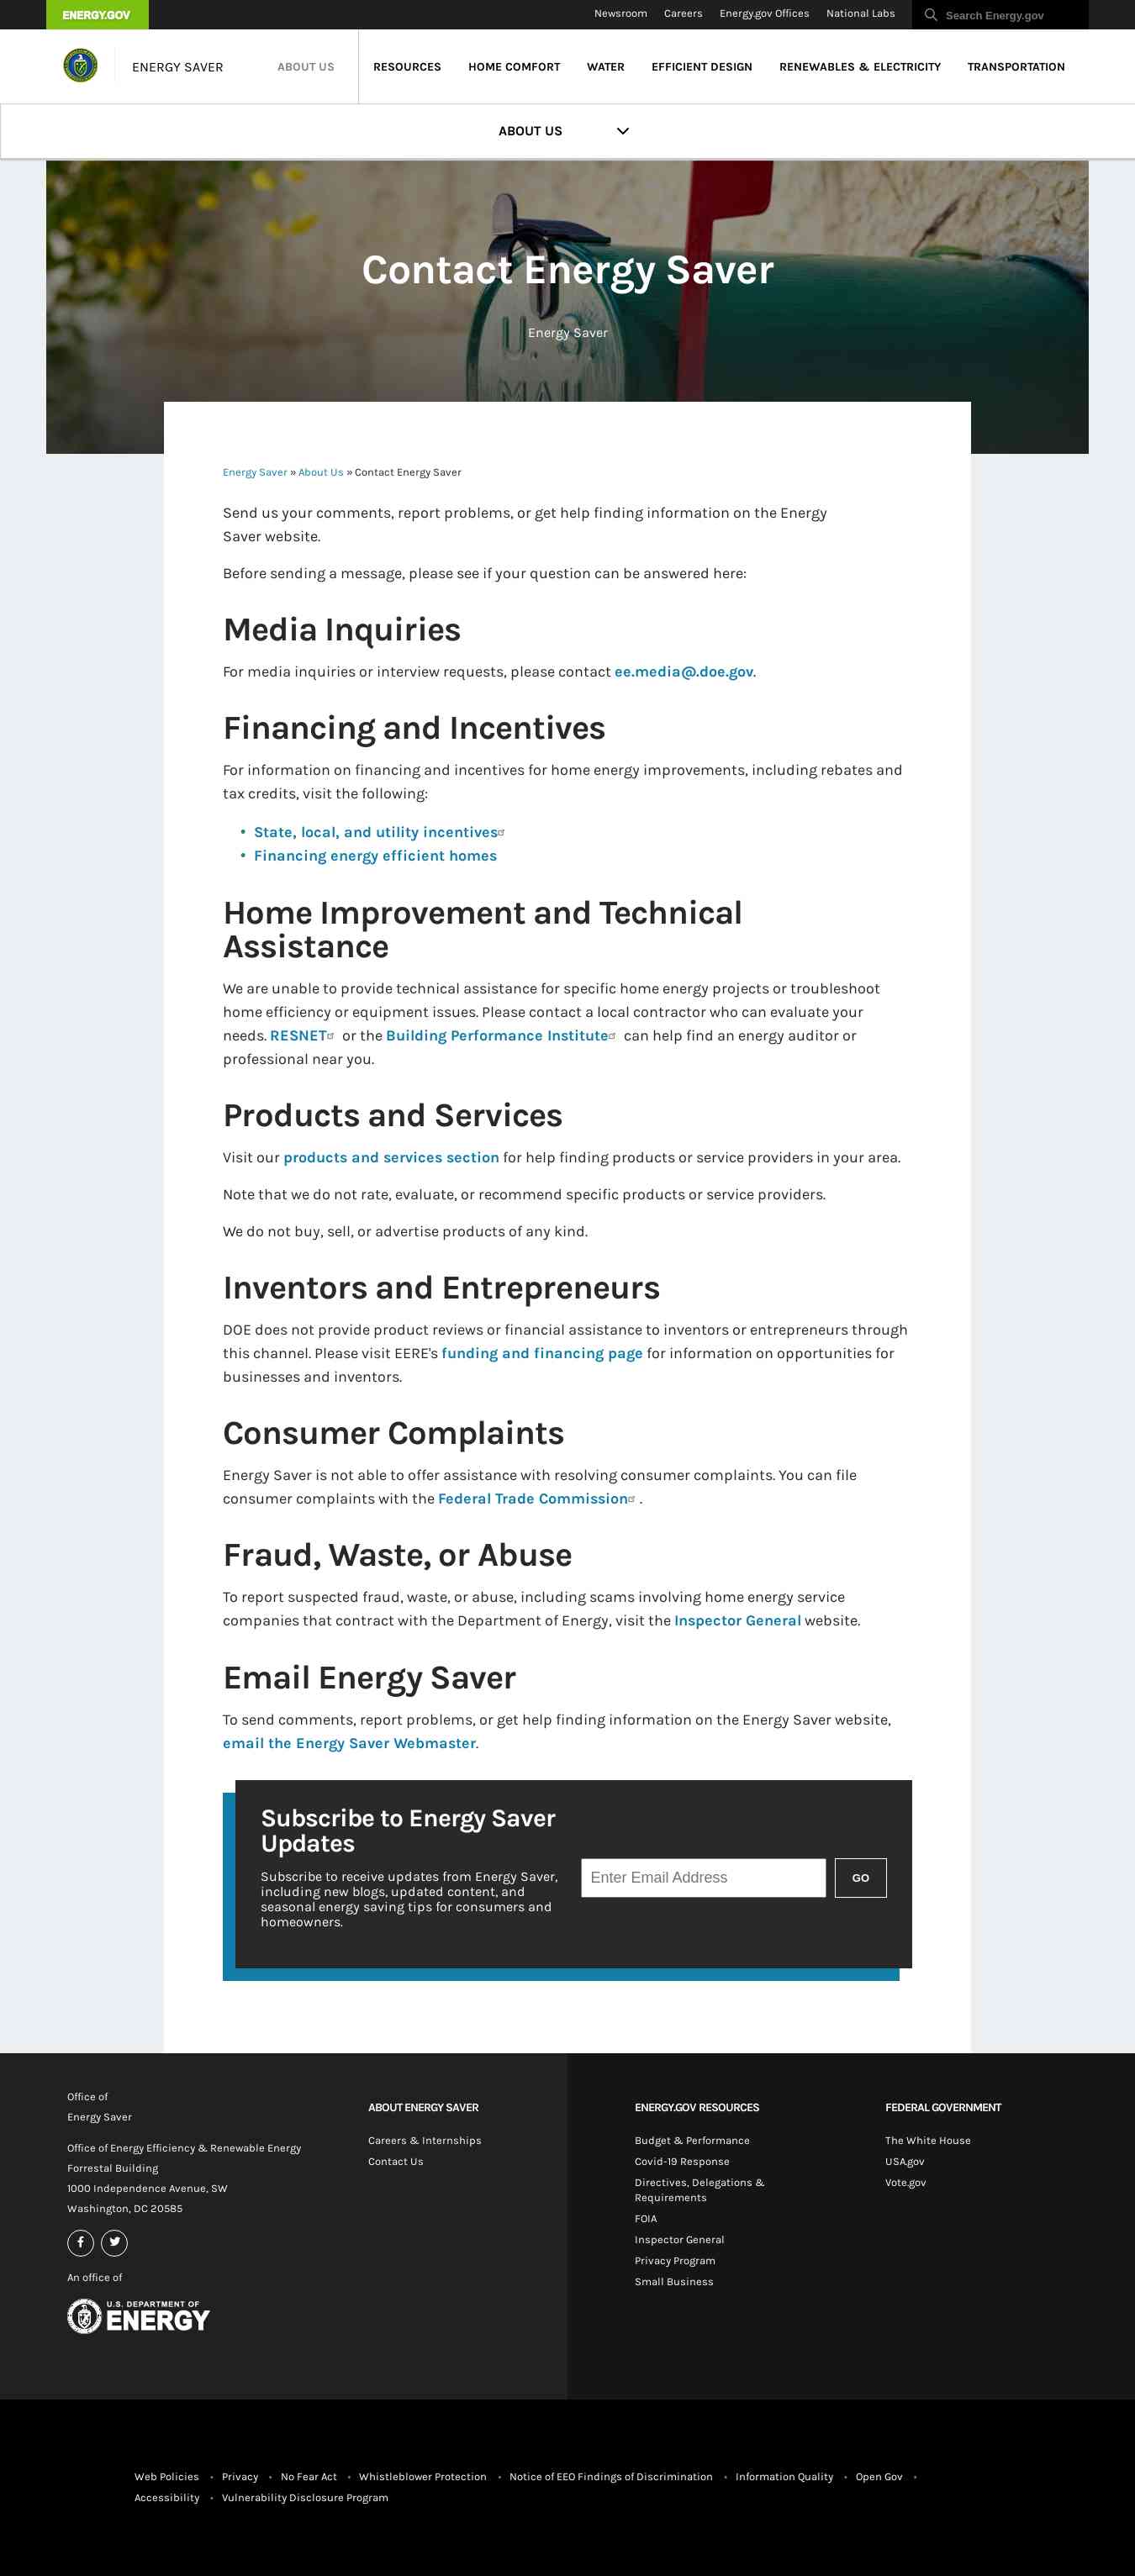 ENERGY.GOV
Newsroom Careers Energy.gov Offices National Labs Search Energy.gov
ENERGY SAVER ABOUT US RESOURCES HOME COMFORT WATER EFFICIENT DESIGN RENEWABLES & ELECTRICITY TRANSPORTATION
ABOUT US
Contact Energy Saver
Energy Saver
U MAIL
Energy Saver » About Us » Contact Energy Saver
Send us your comments, report problems, or get help finding information on the Energy
Saver website.
Before sending a message, please see if your question can be answered here:
Media Inquiries
For media inquiries or interview requests, please contact ee.media@.doe.gov.
Financing and Incentives
For information on financing and incentives for home energy improvements, including rebates and
tax credits, visit the following:
• State, local, and utility incentives
• Financing energy efficient homes
Home Improvement and Technical
Assistance
We are unable to provide technical assistance for specific home energy projects or troubleshoot
home efficiency or equipment issues. Please contact a local contractor who can evaluate your
needs. RESNET or the Building Performance Institute can help find an energy auditor or
professional near you.
Products and Services
Visit our products and services section for help finding products or service providers in your area.
Note that we do not rate, evaluate, or recommend specific products or service providers.
We do not buy, sell, or advertise products of any kind.
Inventors and Entrepreneurs
DOE does not provide product reviews or financial assistance to inventors or entrepreneurs through
this channel. Please visit EERE's funding and financing page for information on opportunities for
businesses and inventors.
Consumer Complaints
Energy Saver is not able to offer assistance with resolving consumer complaints. You can file
consumer complaints with the Federal Trade Commission .
Fraud, Waste, or Abuse
To report suspected fraud, waste, or abuse, including scams involving home energy service
companies that contract with the Department of Energy, visit the Inspector General website.
Email Energy Saver
To send comments, report problems, or get help finding information on the Energy Saver website,
email the Energy Saver Webmaster.
Subscribe to Energy Saver
Updates
Subscribe to receive updates from Energy Saver,
including new blogs, updated content, and
seasonal energy saving tips for consumers and
homeowners.
Enter Email Address GO
Office of
Energy Saver
Office of Energy Efficiency & Renewable Energy
Forrestal Building
1000 Independence Avenue, SW
Washington, DC 20585
An office of
U.S. DEPARTMENT OF
ENERGY
ABOUT ENERGY SAVER
Careers & Internships
Contact Us
ENERGY.GOV RESOURCES
Budget & Performance
Covid-19 Response
Directives, Delegations &
Requirements
FOIA
Inspector General
Privacy Program
Small Business
FEDERAL GOVERNMENT
The White House
USA.gov
Vote.gov
Web Policies • Privacy • No Fear Act • Whistleblower Protection • Notice of EEO Findings of Discrimination • Information Quality • Open Gov •
Accessibility • Vulnerability Disclosure Program